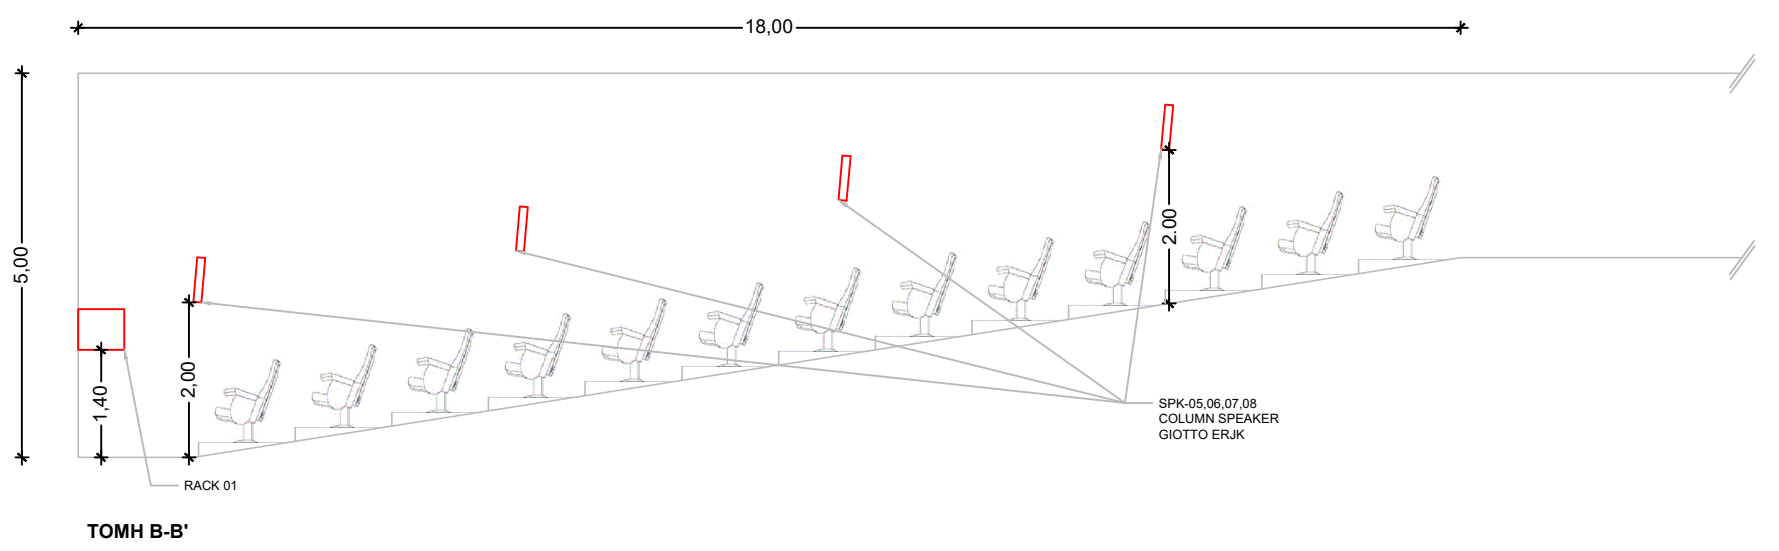 18,00
5,00
1,40
2,00
2.00
SPK-05,06,07,08
COLUMN SPEAKER
GIOTTO ERJK
RACK 01
ΤΟΜΗ Β-Β'